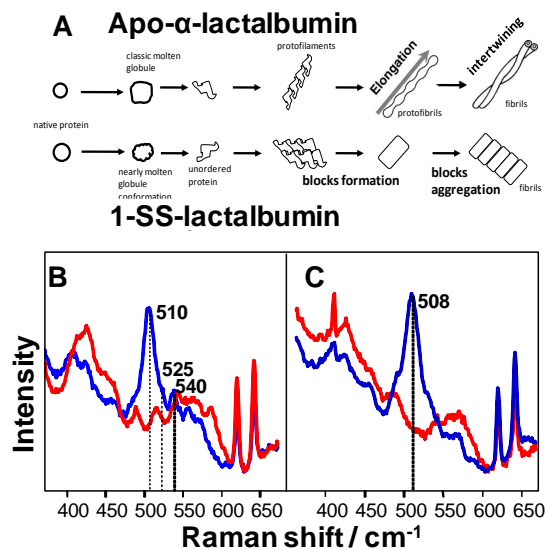 A Apo-α-lactalbumin
classic molten
globule
protofilaments
Elongation
protofibrils
intertwining
fibrils
native protein
nearly molten
globule
conformation
unordered
protein
blocks formation
blocks
aggregation
fibrils
1-SS-lactalbumin
B
510
525
540
C
508
Intensity
400 450 500 550 600 650
400 450 500 550 600 650
Raman shift / cm⁻¹